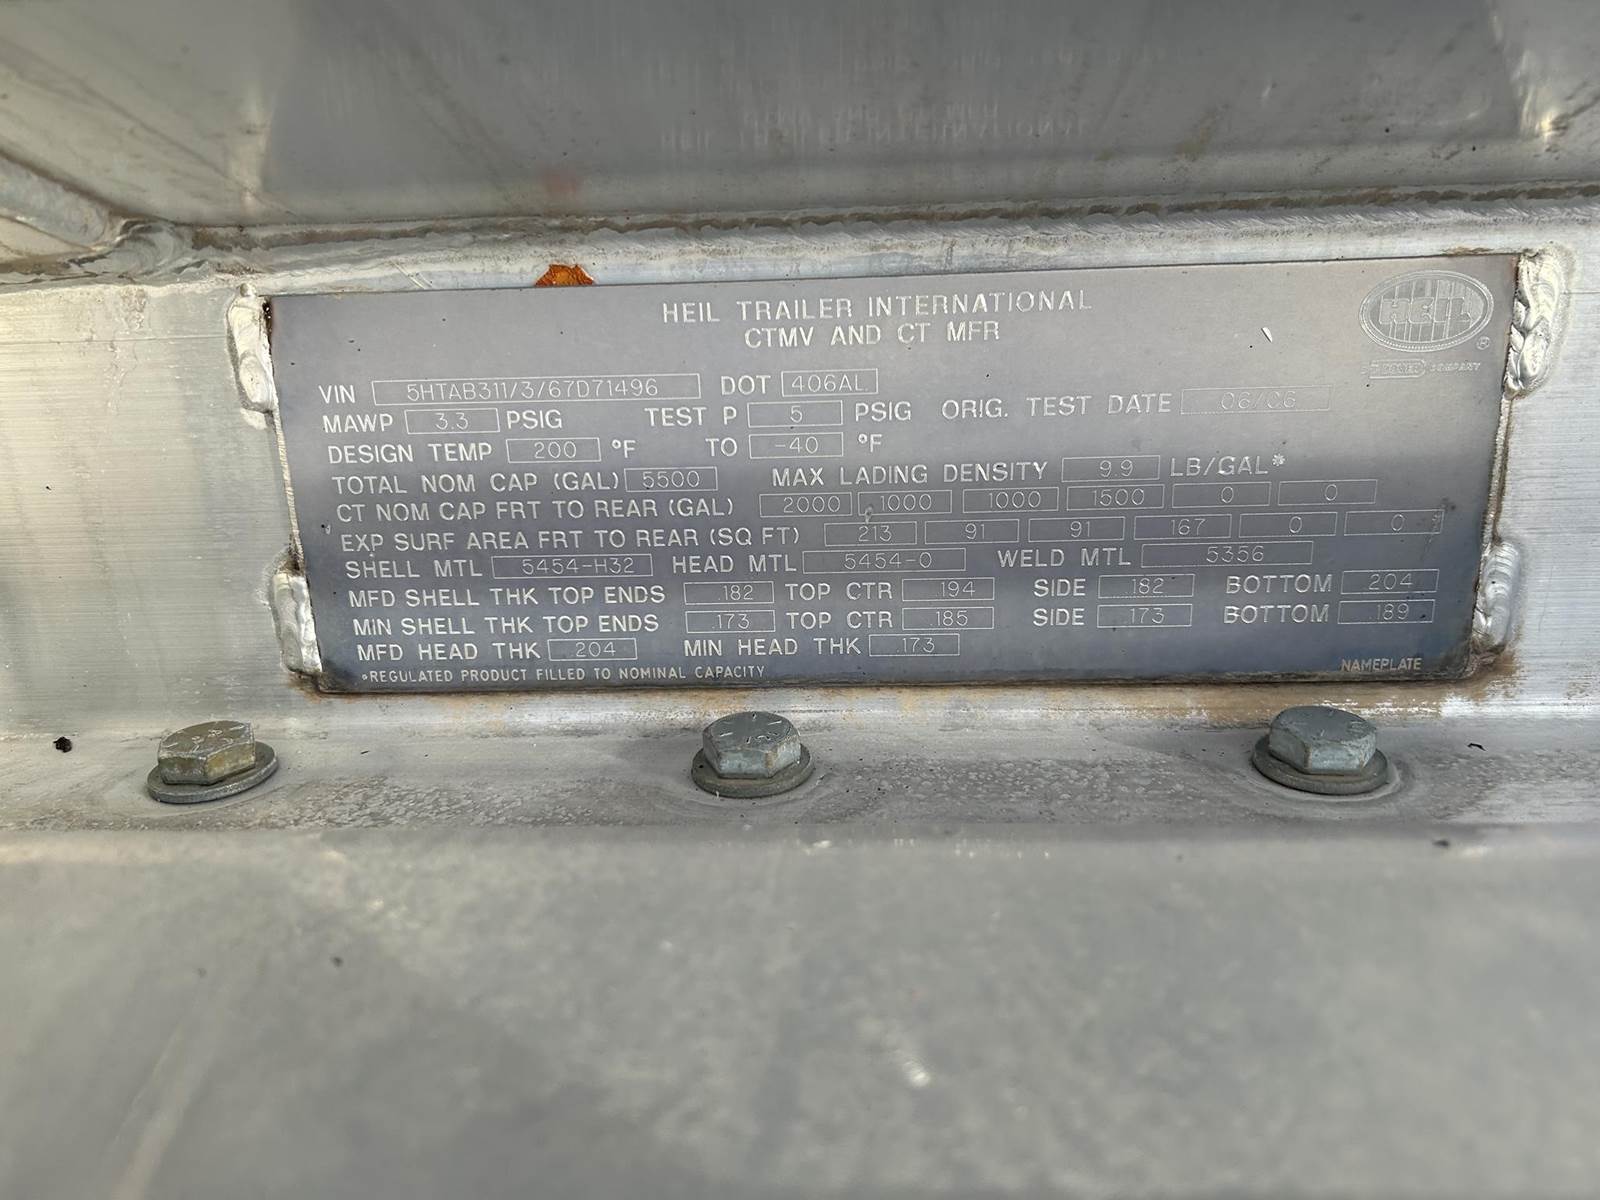 HEIL TRAILER INTERNATIONAL
CTMV AND CT MFR
HEIL ®
COMPANY
VIN 5HTAB311/3/67D71496 DOT 406AL
MAWP 3.3 PSIG TEST P 5 PSIG ORIG. TEST DATE 06/06
DESIGN TEMP 200 °F TO -40 °F
TOTAL NOM CAP (GAL) 5500 MAX LADING DENSITY 9.9 LB/GAL*
CT NOM CAP FRT TO REAR (GAL) 2000 1000 1000 1500 0 0
EXP SURF AREA FRT TO REAR (SQ FT) 213 91 91 167 0 0
SHELL MTL 5454-H32 HEAD MTL 5454-0 WELD MTL 5356
MFD SHELL THK TOP ENDS .182 TOP CTR .194 SIDE .182 BOTTOM .204
MIN SHELL THK TOP ENDS .173 TOP CTR .185 SIDE .173 BOTTOM .189
MFD HEAD THK .204 MIN HEAD THK .173
*REGULATED PRODUCT FILLED TO NOMINAL CAPACITY NAMEPLATE